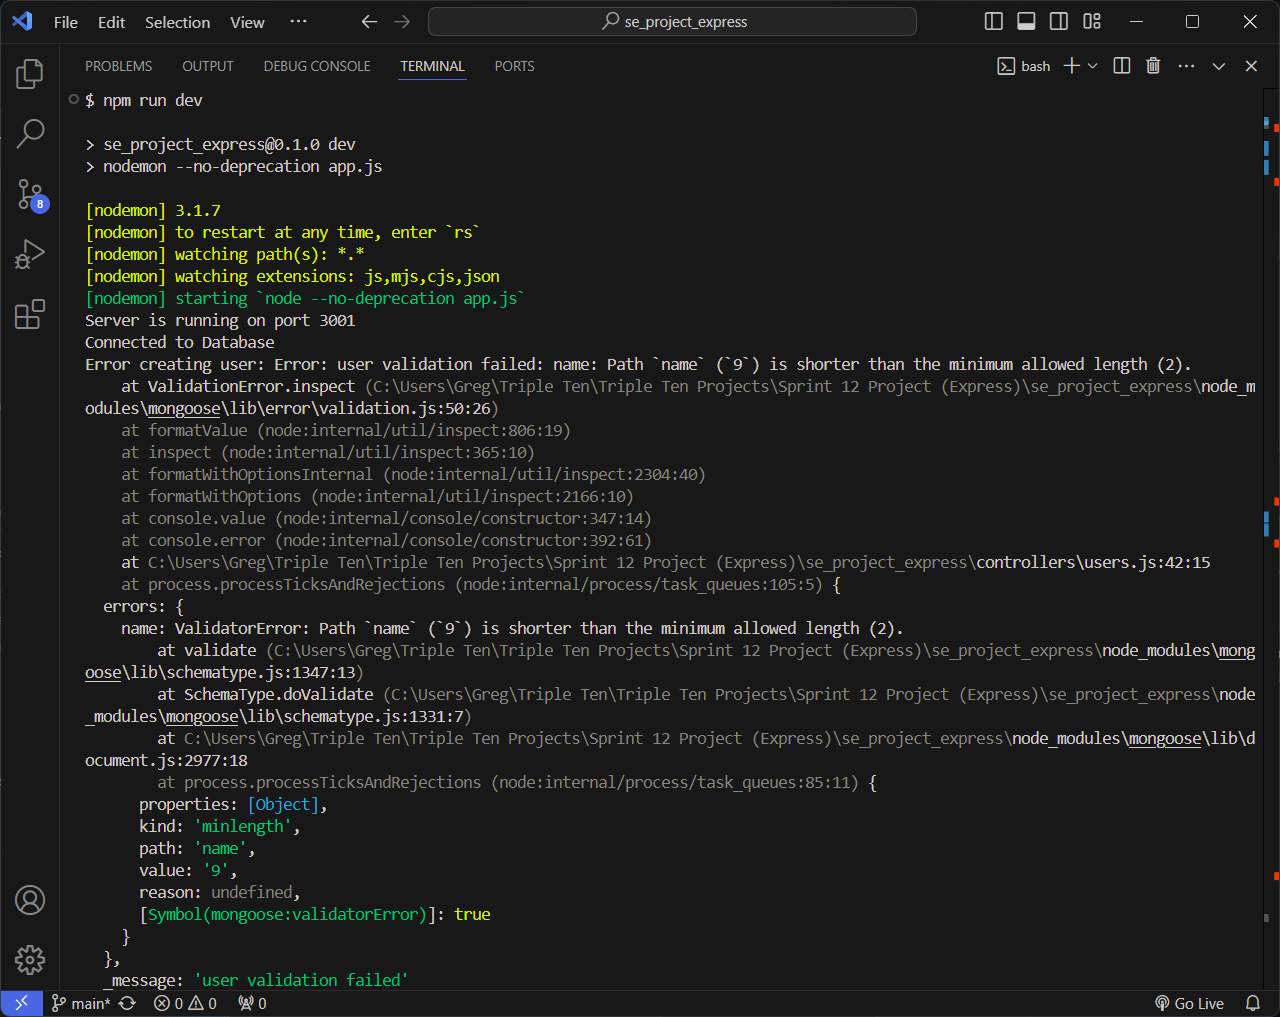 File Edit Selection View ··· se_project_express
PROBLEMS OUTPUT DEBUG CONSOLE TERMINAL PORTS bash
$ npm run dev
> se_project_express@0.1.0 dev
> nodemon --no-deprecation app.js
[nodemon] 3.1.7
[nodemon] to restart at any time, enter `rs`
[nodemon] watching path(s): *.*
[nodemon] watching extensions: js,mjs,cjs,json
[nodemon] starting `node --no-deprecation app.js`
Server is running on port 3001
Connected to Database
Error creating user: Error: user validation failed: name: Path `name` (`9`) is shorter than the minimum allowed length (2).
at ValidationError.inspect (C:\Users\Greg\Triple Ten\Triple Ten Projects\Sprint 12 Project (Express)\se_project_express\node_m
odules\mongoose\lib\error\validation.js:50:26)
at formatValue (node:internal/util/inspect:806:19)
at inspect (node:internal/util/inspect:365:10)
at formatWithOptionsInternal (node:internal/util/inspect:2304:40)
at formatWithOptions (node:internal/util/inspect:2166:10)
at console.value (node:internal/console/constructor:347:14)
at console.error (node:internal/console/constructor:392:61)
at C:\Users\Greg\Triple Ten\Triple Ten Projects\Sprint 12 Project (Express)\se_project_express\controllers\users.js:42:15
at process.processTicksAndRejections (node:internal/process/task_queues:105:5) {
errors: {
name: ValidatorError: Path `name` (`9`) is shorter than the minimum allowed length (2).
at validate (C:\Users\Greg\Triple Ten\Triple Ten Projects\Sprint 12 Project (Express)\se_project_express\node_modules\mong
oose\lib\schematype.js:1347:13)
at SchemaType.doValidate (C:\Users\Greg\Triple Ten\Triple Ten Projects\Sprint 12 Project (Express)\se_project_express\node
_modules\mongoose\lib\schematype.js:1331:7)
at C:\Users\Greg\Triple Ten\Triple Ten Projects\Sprint 12 Project (Express)\se_project_express\node_modules\mongoose\lib\d
ocument.js:2977:18
at process.processTicksAndRejections (node:internal/process/task_queues:85:11) {
properties: [Object],
kind: 'minlength',
path: 'name',
value: '9',
reason: undefined,
[Symbol(mongoose:validatorError)]: true
}
},
_message: 'user validation failed'
8
main* 0 0 0 Go Live